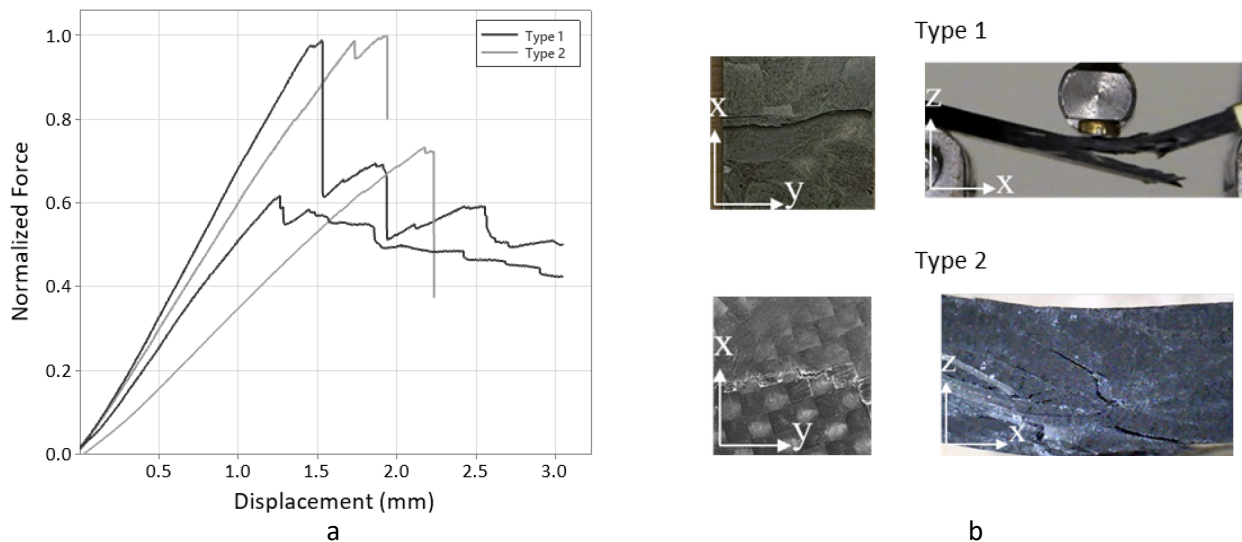 1.0
0.8
0.6
0.4
0.2
0.0
0.5
1.0
1.5
2.0
2.5
3.0
Normalized Force
Displacement (mm)
Type 1
Type 2
a
Type 1
x
y
z
x
Type 2
x
y
z
x
b